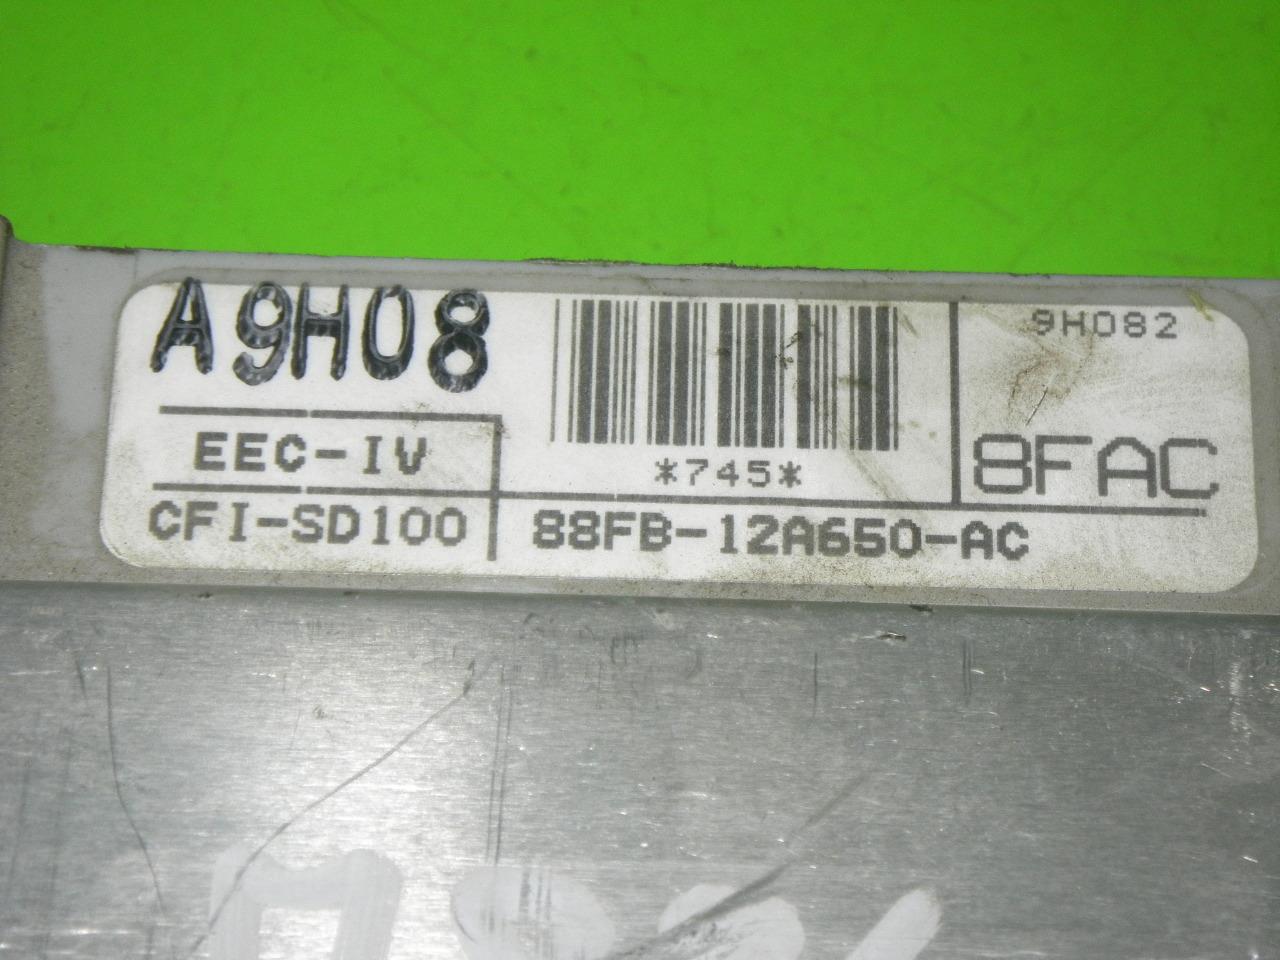 A9H08
9H082
EEC-IV
*745*
8FAC
CFI-SD100
88FB-12A650-AC